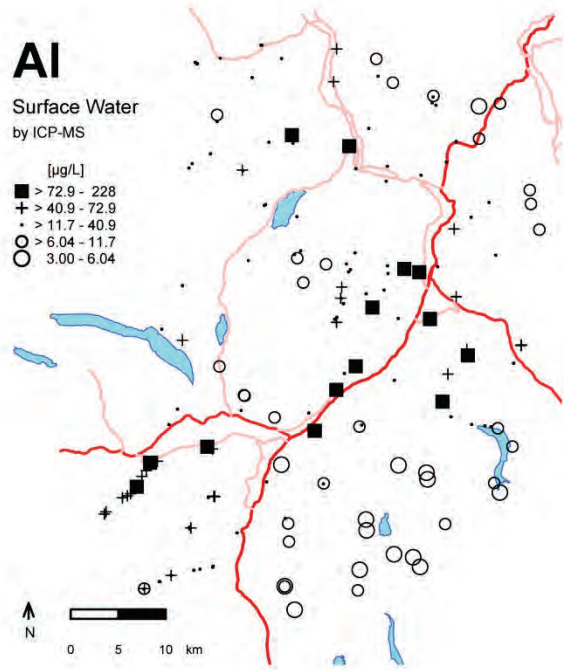 Al
Surface Water
by ICP-MS
[µg/L]
> 72.9 - 228
> 40.9 - 72.9
> 11.7 - 40.9
> 6.04 - 11.7
3.00 - 6.04
N
0 5 10 km